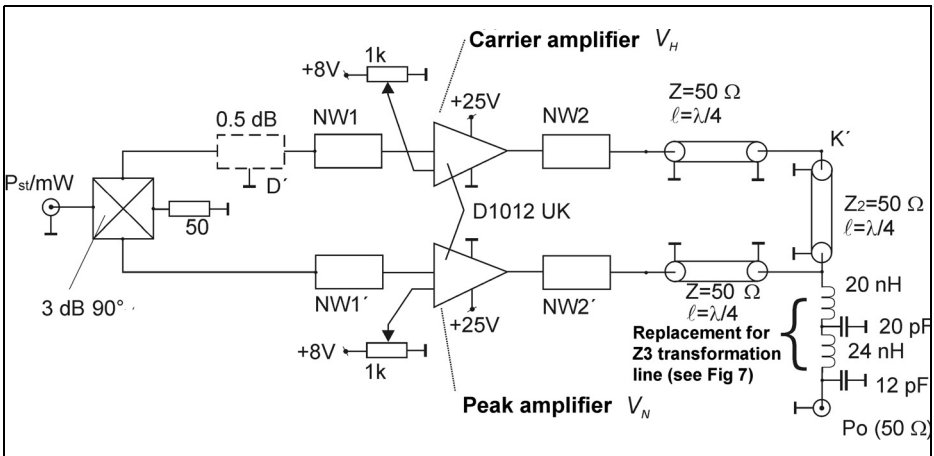 Carrier amplifier V_H
1k
+8V
+25V
Z=50 Ω
ℓ=λ/4
0.5 dB
NW1
NW2
K´
D´
P_st/mW
50
D1012 UK
Z₂=50 Ω
ℓ=λ/4
3 dB 90°
NW1´
NW2´
+25V
Z=50 Ω
ℓ=λ/4
20 nH
+8V
1k
Replacement for
Z3 transformation
line (see Fig 7)
20 pF
24 nH
12 pF
Peak amplifier V_N
Po (50 Ω)